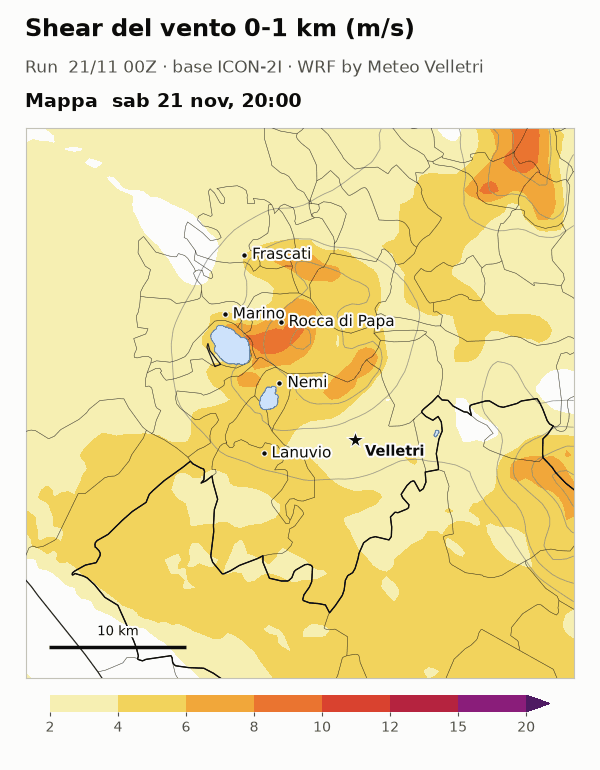 Shear del vento 0-1 km (m/s)
Run 21/11 00Z · base ICON-2I · WRF by Meteo Velletri
Mappa sab 21 nov, 20:00
Frascati
Marino
Rocca di Papa
Nemi
Velletri
Lanuvio
10 km
2 4 6 8 10 12 15 20